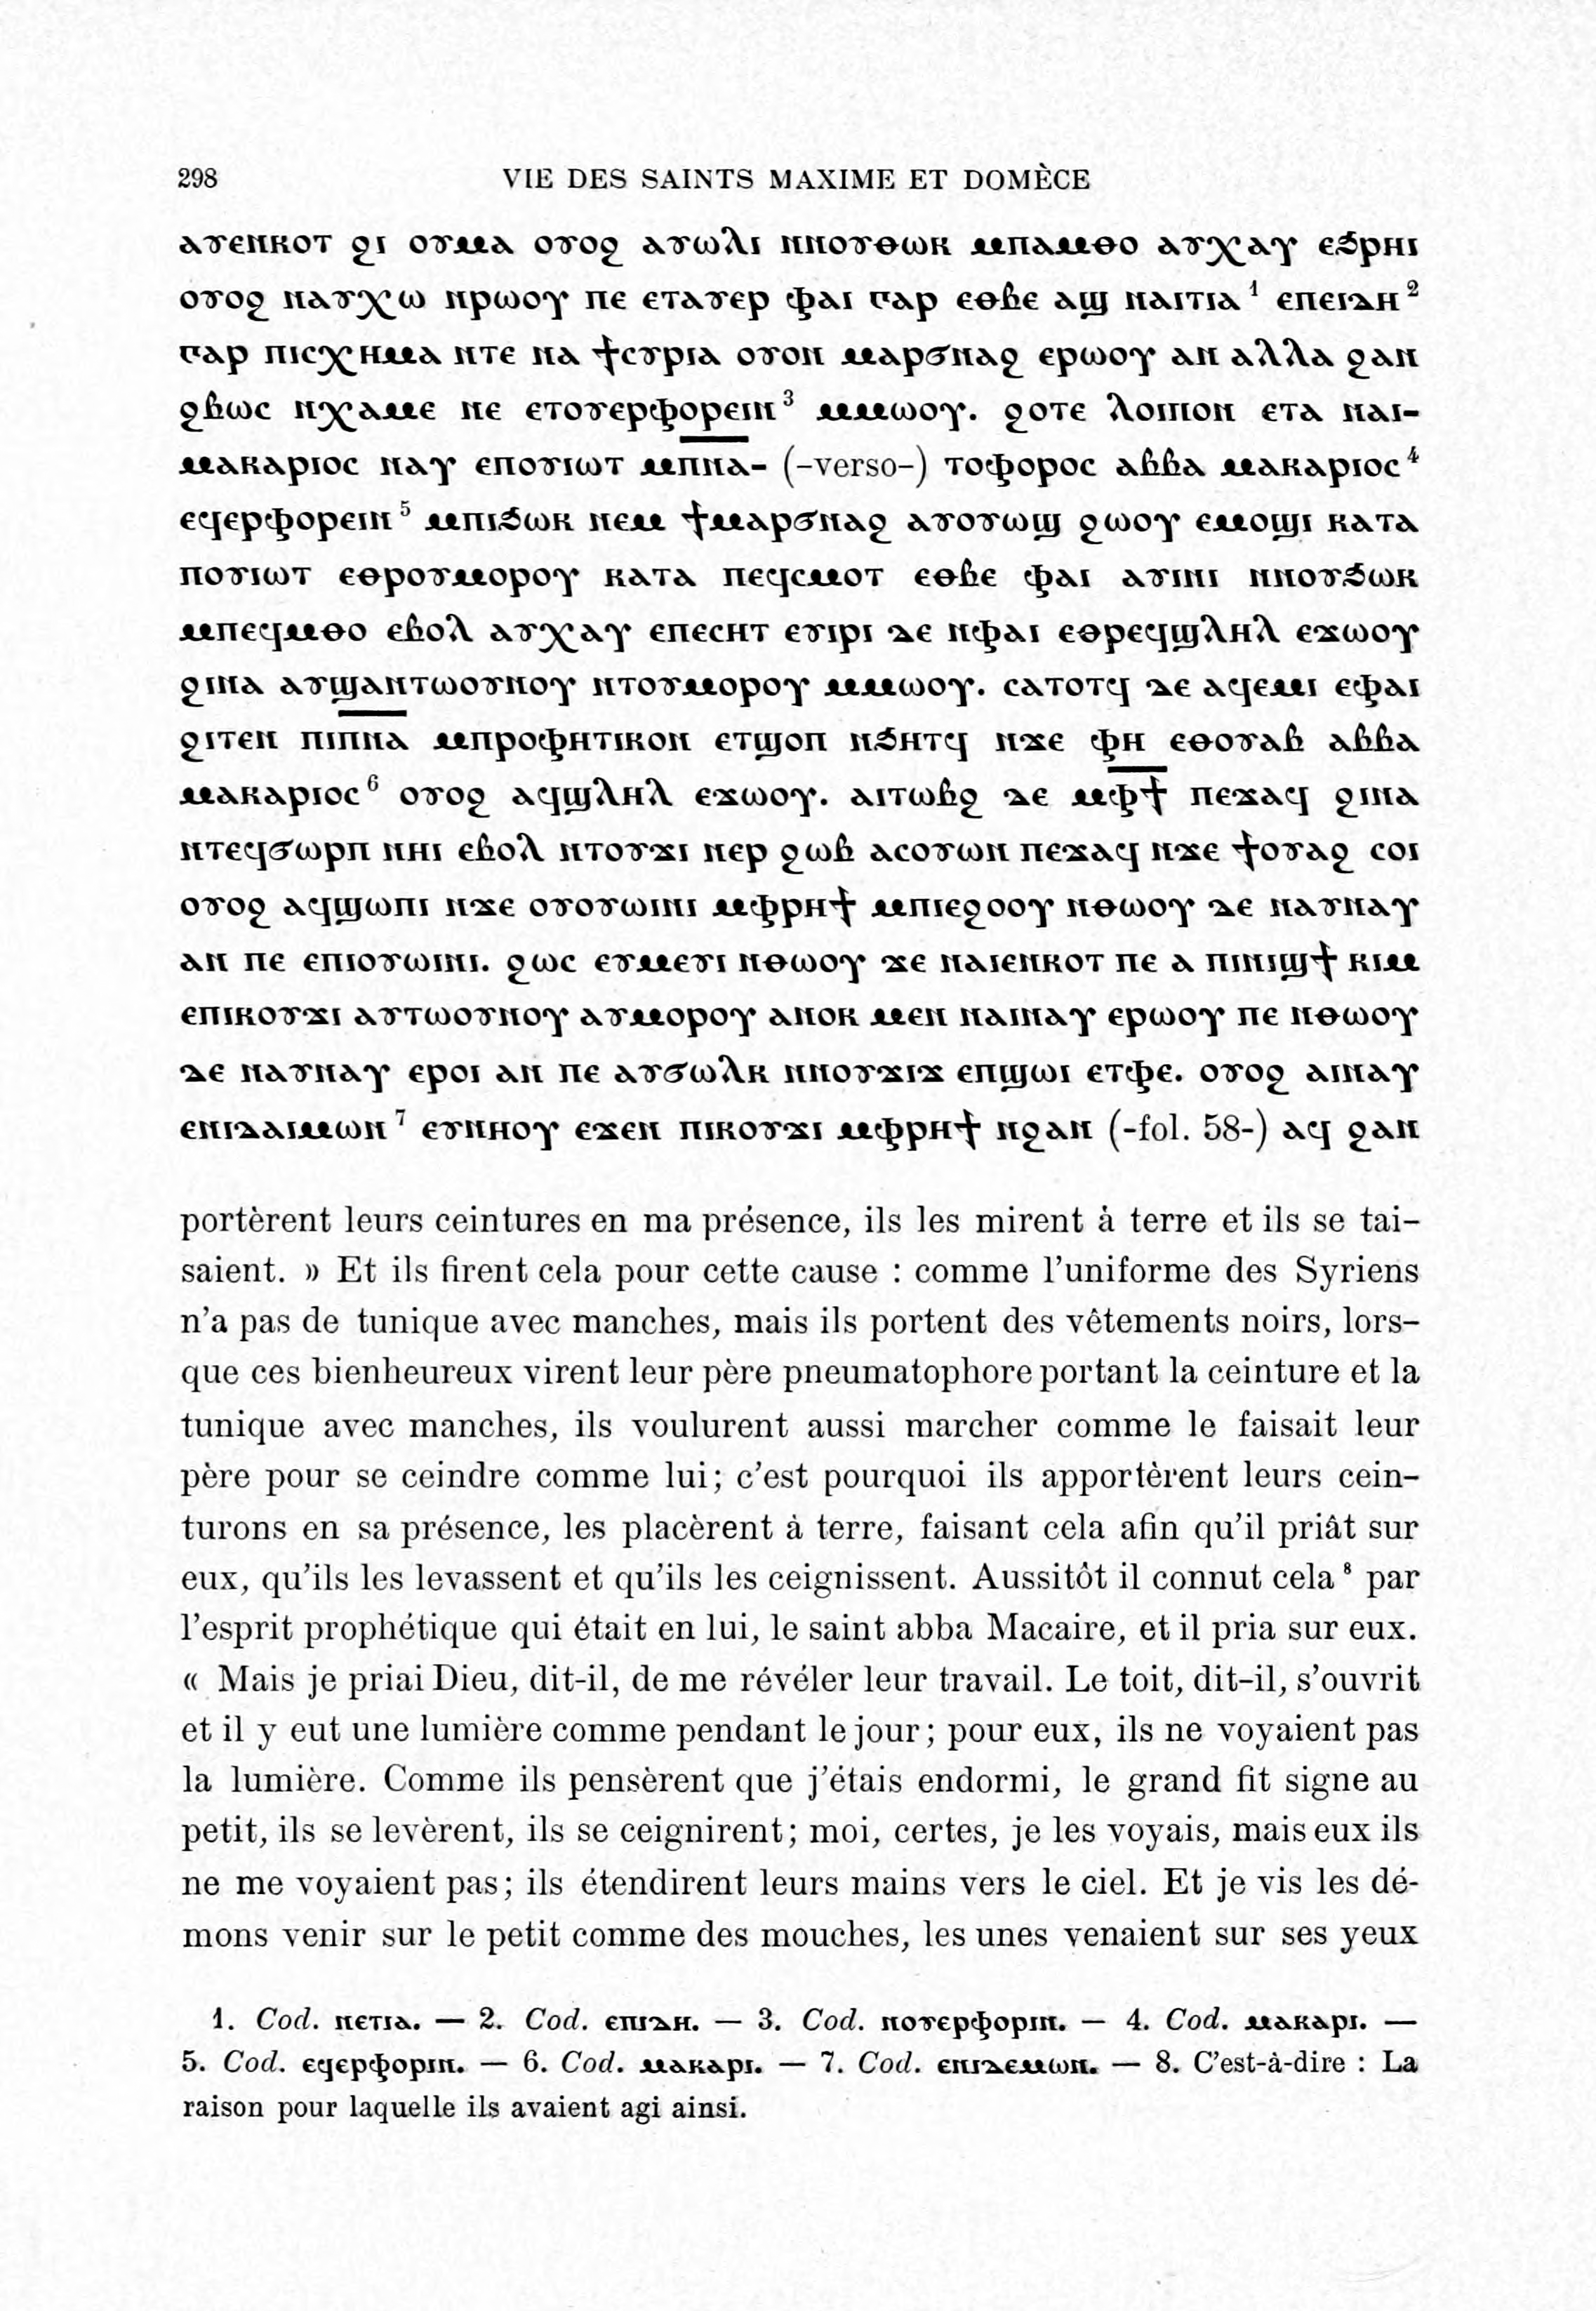 298 VIE DES SAINTS MAXIME ET DOMÈCE
ⲁⲩⲉⲛⲕⲟⲧ ϩⲓ ⲟⲩⲙⲁ ⲟⲩⲟϩ ⲁⲩⲱⲗⲓ ⲛⲛⲟⲩⲑⲱⲕ ⲙⲡⲁⲙⲑⲟ ⲁⲩⲭⲁⲩ ⲉϧⲣⲏⲓ
ⲟⲩⲟϩ ⲛⲁⲩⲭⲱ ⲛⲣⲱⲟⲩ ⲡⲉ ⲉⲧⲁⲩⲉⲣ ⲫⲁⲓ ⲅⲁⲣ ⲉⲑⲃⲉ ⲁϣ ⲛⲁⲓⲧⲓⲁ 1 ⲉⲡⲉⲓⲇⲏ 2
ⲅⲁⲣ ⲡⲓⲥⲭⲏⲙⲁ ⲛⲧⲉ ⲛⲁ ϯⲥⲩⲣⲓⲁ ⲟⲩⲟⲛ ⲙⲁⲣϭⲛⲁϩ ⲉⲣⲱⲟⲩ ⲁⲛ ⲁⲗⲗⲁ ϩⲁⲛ
ϩⲃⲱⲥ ⲛⲭⲁⲙⲉ ⲛⲉ ⲉⲧⲟⲩⲉⲣⲫⲟⲣⲉⲓⲛ 3 ⲙⲙⲱⲟⲩ. ϩⲟⲧⲉ ⲗⲟⲓⲡⲟⲛ ⲉⲧⲁ ⲛⲁⲓ-
ⲙⲁⲕⲁⲣⲓⲟⲥ ⲛⲁⲩ ⲉⲡⲟⲩⲓⲱⲧ ⲙⲡ̅ⲛ̅ⲁ̅- (-verso-) ⲧⲟⲫⲟⲣⲟⲥ ⲁⲃⲃⲁ ⲙⲁⲕⲁⲣⲓⲟⲥ 4
ⲉϥⲉⲣⲫⲟⲣⲉⲓⲛ 5 ⲙⲡⲓϧⲱⲕ ⲛⲉⲙ ϯⲙⲁⲣϭⲛⲁϩ ⲁⲩⲟⲩⲱϣ ϩⲱⲟⲩ ⲉⲙⲟϣⲓ ⲕⲁⲧⲁ
ⲡⲟⲩⲓⲱⲧ ⲉⲑⲣⲟⲩⲙⲟⲣⲟⲩ ⲕⲁⲧⲁ ⲡⲉϥⲥⲙⲟⲧ ⲉⲑⲃⲉ ⲫⲁⲓ ⲁⲩⲓⲛⲓ ⲛⲛⲟⲩϧⲱⲕ
ⲙⲡⲉϥⲙⲑⲟ ⲉⲃⲟⲗ ⲁⲩⲭⲁⲩ ⲉⲡⲉⲥⲏⲧ ⲉⲩⲓⲣⲓ ⲇⲉ ⲙⲫⲁⲓ ⲉⲑⲣⲉϥϣⲗⲏⲗ ⲉϫⲱⲟⲩ
ϩⲓⲛⲁ ⲁⲩϣⲁⲛⲧⲱⲟⲩⲛⲟⲩ ⲛⲧⲟⲩⲙⲟⲣⲟⲩ ⲙⲙⲱⲟⲩ. ⲥⲁⲧⲟⲧϥ ⲇⲉ ⲁϥⲉⲙⲓ ⲉⲫⲁⲓ
ϩⲓⲧⲉⲛ ⲡⲓⲡ̅ⲛ̅ⲁ̅ ⲙⲡⲣⲟⲫⲏⲧⲓⲕⲟⲛ ⲉⲧϣⲟⲡ ⲛϧⲏⲧϥ ⲛϫⲉ ⲫⲏ ⲉⲑⲟⲩⲁⲃ ⲁⲃⲃⲁ
ⲙⲁⲕⲁⲣⲓⲟⲥ 6 ⲟⲩⲟϩ ⲁϥϣⲗⲏⲗ ⲉϫⲱⲟⲩ. ⲁⲓⲧⲱⲃϩ ⲇⲉ ⲙⲫ̅ϯ̅ ⲡⲉϫⲁϥ ϩⲓⲛⲁ
ⲛⲧⲉϥϭⲱⲣⲡ ⲛⲏⲓ ⲉⲃⲟⲗ ⲛⲧⲟⲩϫⲓ ⲛⲉⲣ ϩⲱⲃ ⲁⲥⲟⲩⲱⲛ ⲡⲉϫⲁϥ ⲛϫⲉ ϯⲟⲩⲁϩ ⲥⲟⲓ
ⲟⲩⲟϩ ⲁϥϣⲱⲡⲓ ⲛϫⲉ ⲟⲩⲟⲩⲱⲓⲛⲓ ⲙⲫⲣⲏϯ ⲙⲡⲓⲉϩⲟⲟⲩ ⲛⲑⲱⲟⲩ ⲇⲉ ⲛⲁⲩⲛⲁⲩ
ⲁⲛ ⲡⲉ ⲉⲡⲓⲟⲩⲱⲓⲛⲓ. ϩⲱⲥ ⲉⲩⲙⲉⲩⲓ ⲛⲑⲱⲟⲩ ϫⲉ ⲛⲁⲓⲉⲛⲕⲟⲧ ⲡⲉ ⲁ ⲡⲓⲛⲓϣϯ ⲕⲓⲙ
ⲉⲡⲓⲕⲟⲩϫⲓ ⲁⲩⲧⲱⲟⲩⲛⲟⲩ ⲁⲩⲙⲟⲣⲟⲩ ⲁⲛⲟⲕ ⲙⲉⲛ ⲛⲁⲓⲛⲁⲩ ⲉⲣⲱⲟⲩ ⲡⲉ ⲛⲑⲱⲟⲩ
ⲇⲉ ⲛⲁⲩⲛⲁⲩ ⲉⲣⲟⲓ ⲁⲛ ⲡⲉ ⲁⲩϭⲱⲗⲕ ⲛⲛⲟⲩϫⲓϫ ⲉⲡϣⲱⲓ ⲉⲧⲫⲉ. ⲟⲩⲟϩ ⲁⲓⲛⲁⲩ
ⲉⲛⲓⲇⲁⲓⲙⲱⲛ 7 ⲉⲩⲛⲏⲟⲩ ⲉϫⲉⲛ ⲡⲓⲕⲟⲩϫⲓ ⲙⲫⲣⲏϯ ⲛϩⲁⲛ (-fol. 58-) ⲁϥ ϩⲁⲛ
portèrent leurs ceintures en ma présence, ils les mirent à terre et ils se tai-
saient. » Et ils firent cela pour cette cause : comme l'uniforme des Syriens
n'a pas de tunique avec manches, mais ils portent des vêtements noirs, lors-
que ces bienheureux virent leur père pneumatophore portant la ceinture et la
tunique avec manches, ils voulurent aussi marcher comme le faisait leur
père pour se ceindre comme lui; c'est pourquoi ils apportèrent leurs cein-
turons en sa présence, les placèrent à terre, faisant cela afin qu'il priât sur
eux, qu'ils les levassent et qu'ils les ceignissent. Aussitôt il connut cela 8 par
l'esprit prophétique qui était en lui, le saint abba Macaire, et il pria sur eux.
« Mais je priai Dieu, dit-il, de me révéler leur travail. Le toit, dit-il, s'ouvrit
et il y eut une lumière comme pendant le jour; pour eux, ils ne voyaient pas
la lumière. Comme ils pensèrent que j'étais endormi, le grand fit signe au
petit, ils se levèrent, ils se ceignirent; moi, certes, je les voyais, mais eux ils
ne me voyaient pas; ils étendirent leurs mains vers le ciel. Et je vis les dé-
mons venir sur le petit comme des mouches, les unes venaient sur ses yeux
1. Cod. ⲛⲉⲧⲓⲁ. — 2. Cod. ⲉⲡⲓⲇⲏ. — 3. Cod. ⲛⲟⲩⲉⲣⲫⲟⲣⲓⲛ. — 4. Cod. ⲙⲁⲕⲁⲣⲓ. —
5. Cod. ⲉϥⲉⲣⲫⲟⲣⲓⲛ. — 6. Cod. ⲙⲁⲕⲁⲣⲓ. — 7. Cod. ⲉⲛⲓⲇⲉⲙⲱⲛ. — 8. C'est-à-dire : La
raison pour laquelle ils avaient agi ainsi.